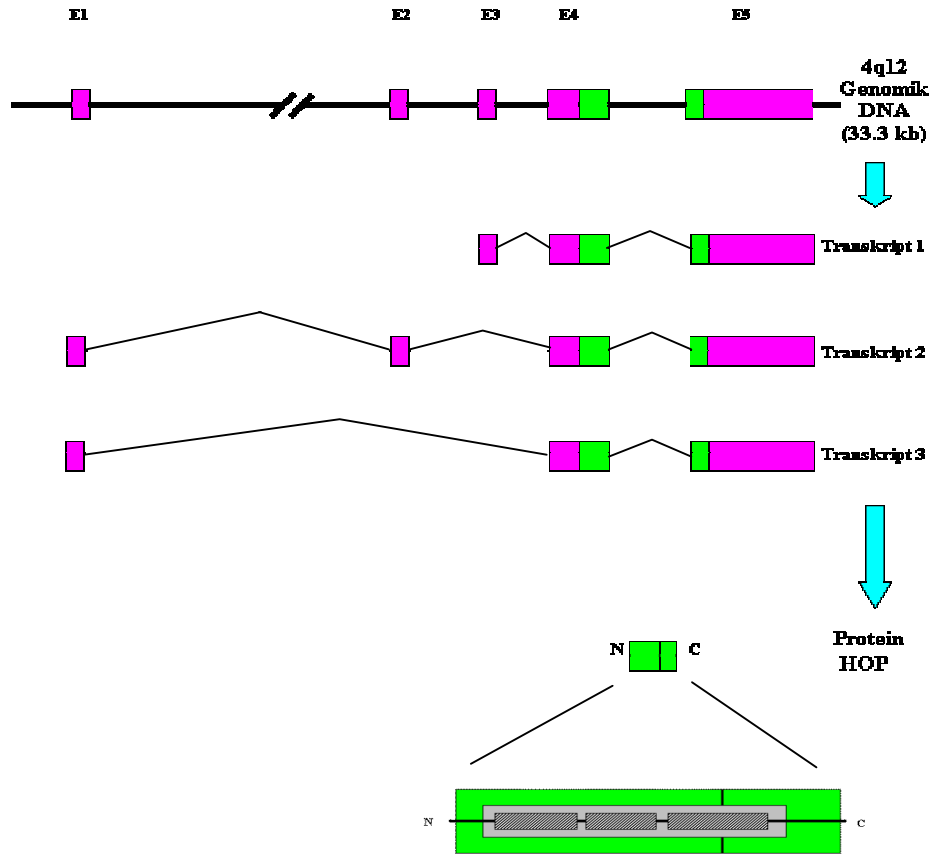 E1 E2 E3 E4 E5
4q12
Genomik
DNA
(33.3 kb)
Transkript 1
Transkript 2
Transkript 3
Protein
HOP
N C
N C